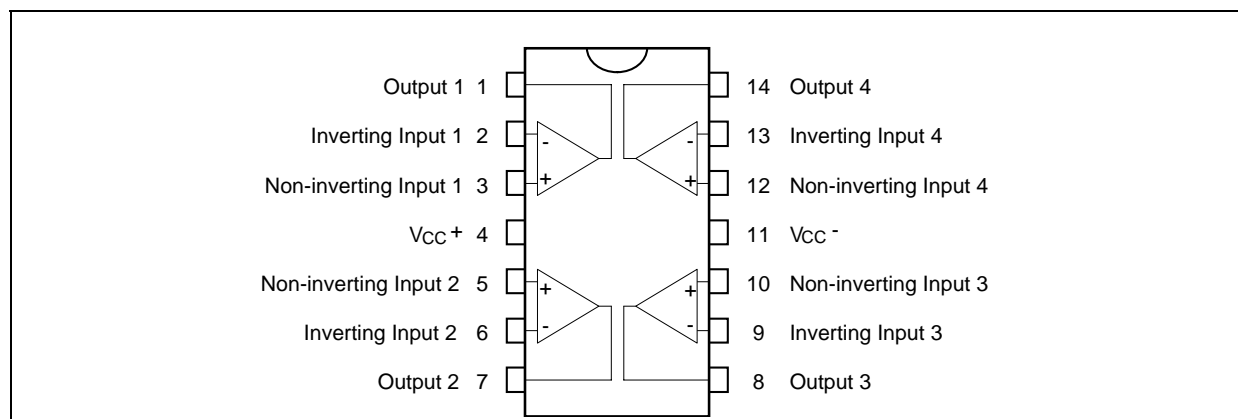 Output 1 1
14 Output 4
Inverting Input 1 2
- -
13 Inverting Input 4
Non-inverting Input 1 3
+ +
12 Non-inverting Input 4
VCC + 4
11 VCC -
Non-inverting Input 2 5
+ +
10 Non-inverting Input 3
Inverting Input 2 6
- -
9 Inverting Input 3
Output 2 7
8 Output 3